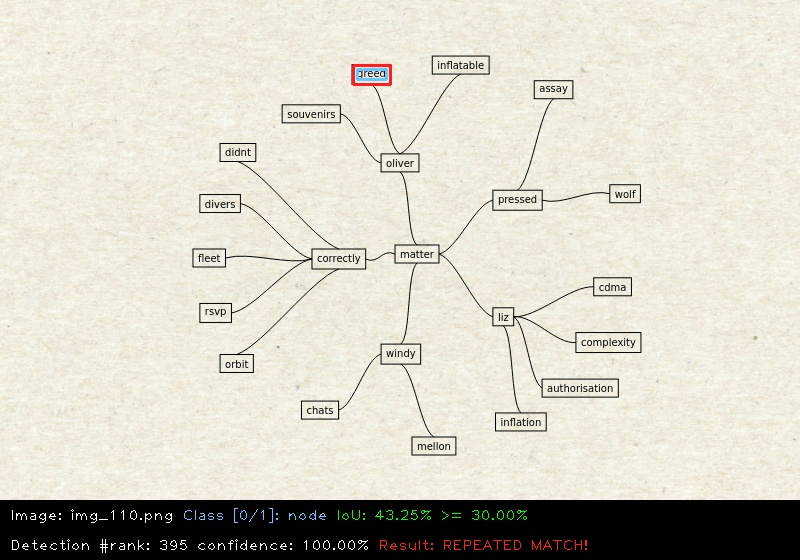 greed
inflatable
assay
souvenirs
didnt
oliver
wolf
pressed
divers
fleet
correctly
matter
cdma
rsvp
liz
complexity
windy
orbit
authorisation
chats
inflation
mellon
Image: img_110.png Class [0/1]: node IoU: 43.25% >= 30.00%
Detection #rank: 395 confidence: 100.00% Result: REPEATED MATCH!